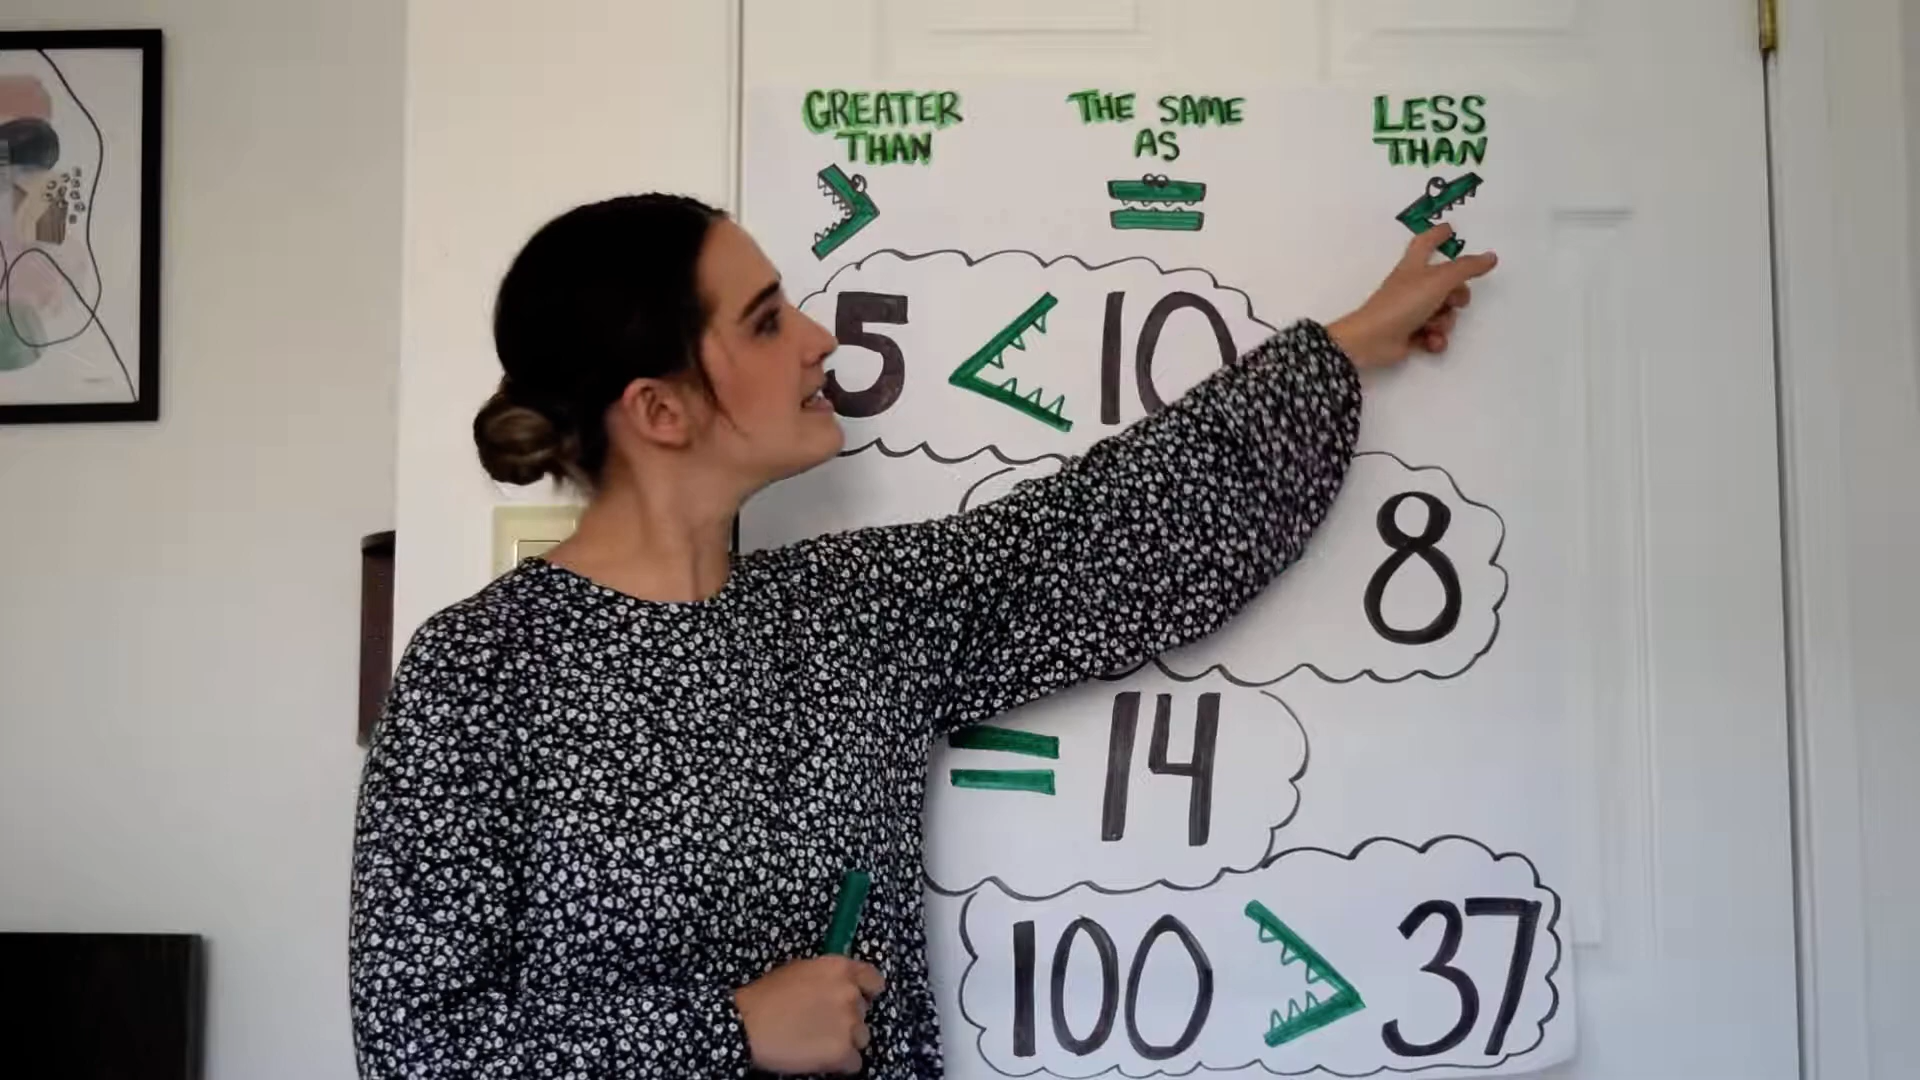 GREATER
THAN
THE SAME
AS
LESS
THAN
>
=
<
5 < 10
8
= 14
100 > 37